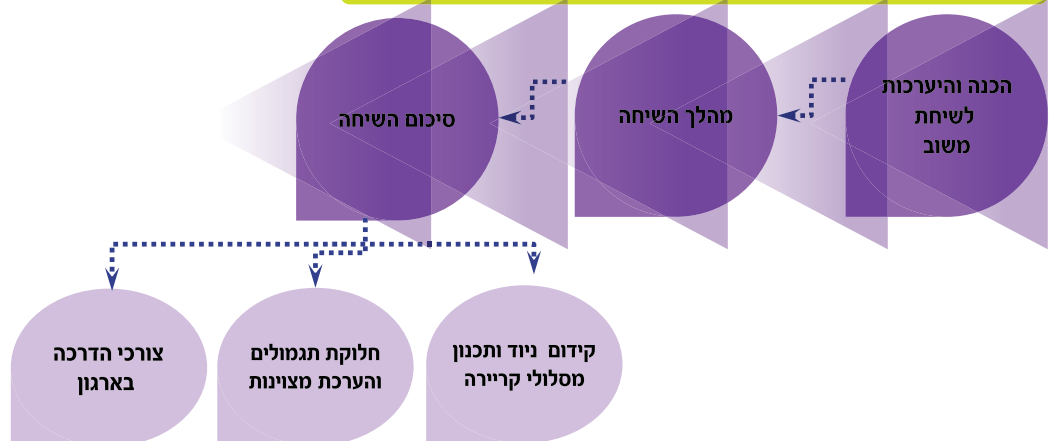 הכנה והיערכות
לשיחת
משוב
מהלך השיחה
סיכום השיחה
קידום ניוד ותכנון
מסלולי קריירה
חלוקת תגמולים
והערכת מצוינות
צורכי הדרכה
בארגון